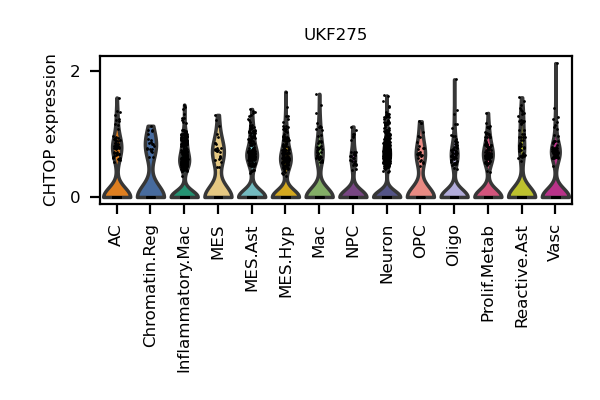 UKF275
CHTOP expression
2
0
AC
Chromatin.Reg
Inflammatory.Mac
MES
MES.Ast
MES.Hyp
Mac
NPC
Neuron
OPC
Oligo
Prolif.Metab
Reactive.Ast
Vasc